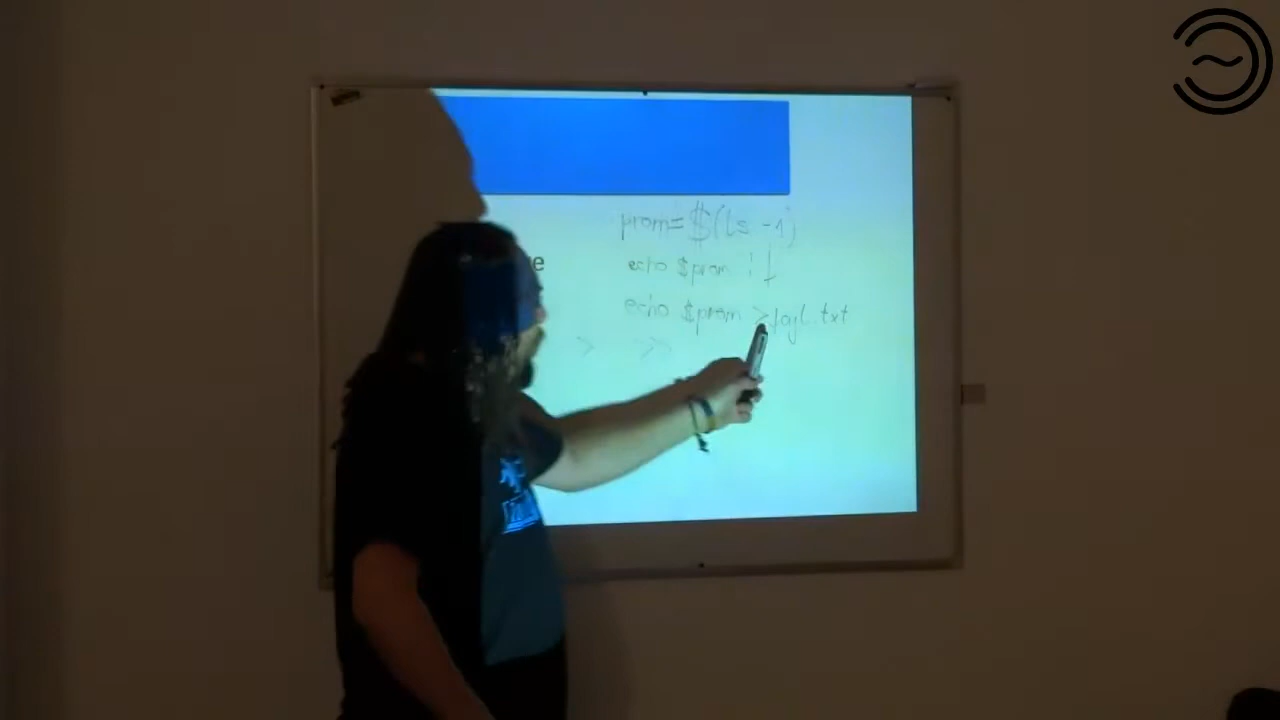 prom=$(ls -1)
echo $prom
echo $prom >fajl.txt
> >>